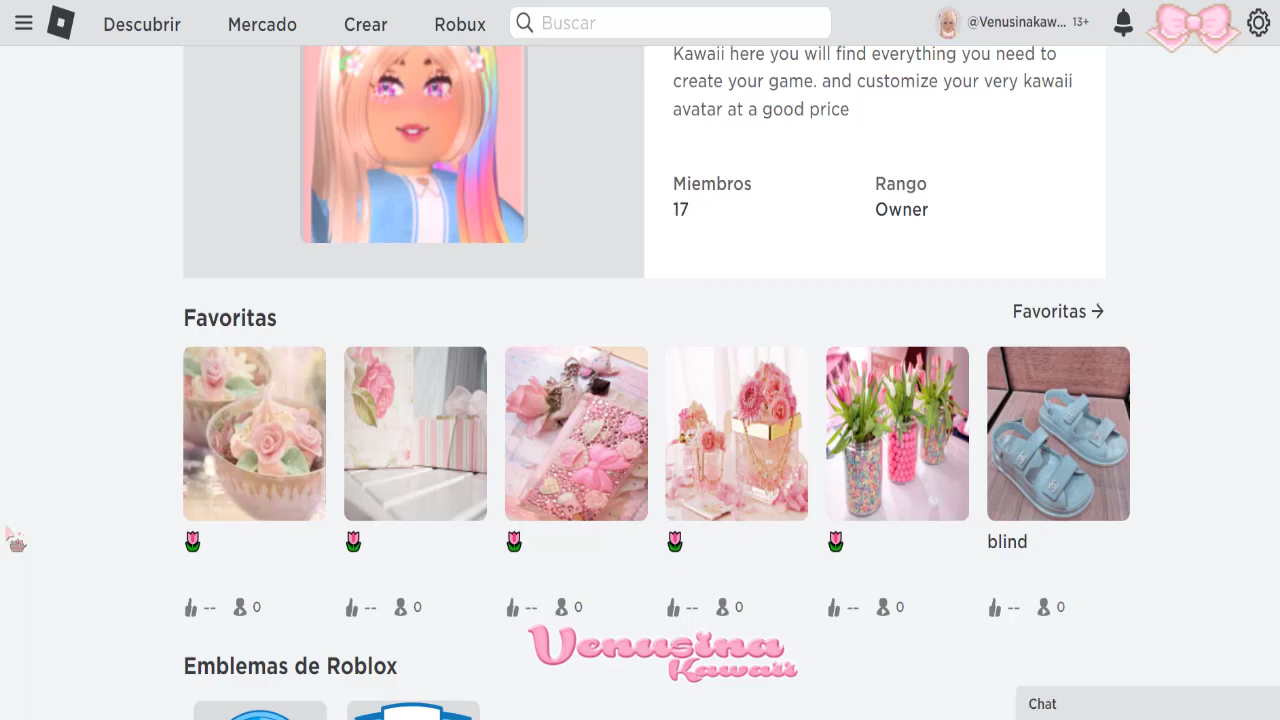 Descubrir Mercado Crear Robux Buscar @Venusinakaw... 13+
Kawaii here you will find everything you need to
create your game. and customize your very kawaii
avatar at a good price
Miembros Rango
17 Owner
Favoritas Favoritas →
🌷 🌷 🌷 🌷 🌷 blind
-- 0 -- 0 -- 0 -- 0 -- 0 -- 0
Venusina
Kawaii
Emblemas de Roblox
Chat